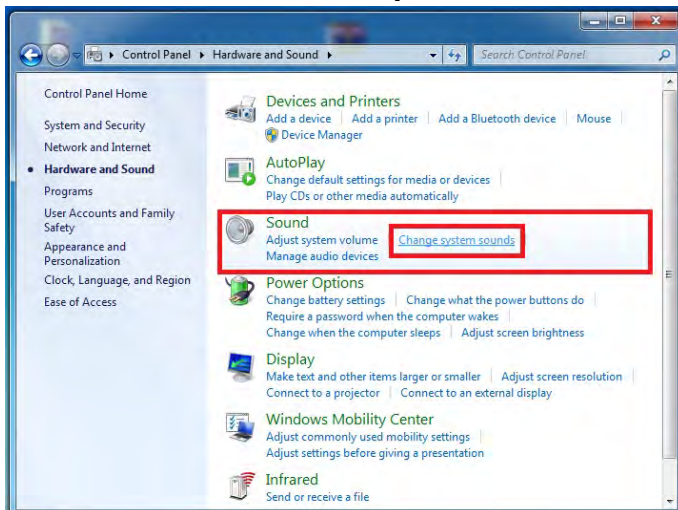 Control Panel Hardware and Sound Search Control Panel
Control Panel Home
System and Security
Network and Internet
Hardware and Sound
Programs
User Accounts and Family
Safety
Appearance and
Personalization
Clock, Language, and Region
Ease of Access
Devices and Printers
Add a device Add a printer Add a Bluetooth device Mouse
Device Manager
AutoPlay
Change default settings for media or devices
Play CDs or other media automatically
Sound
Adjust system volume Change system sounds
Manage audio devices
Power Options
Change battery settings Change what the power buttons do
Require a password when the computer wakes
Change when the computer sleeps Adjust screen brightness
Display
Make text and other items larger or smaller Adjust screen resolution
Connect to a projector Connect to an external display
Windows Mobility Center
Adjust commonly used mobility settings
Adjust settings before giving a presentation
Infrared
Send or receive a file